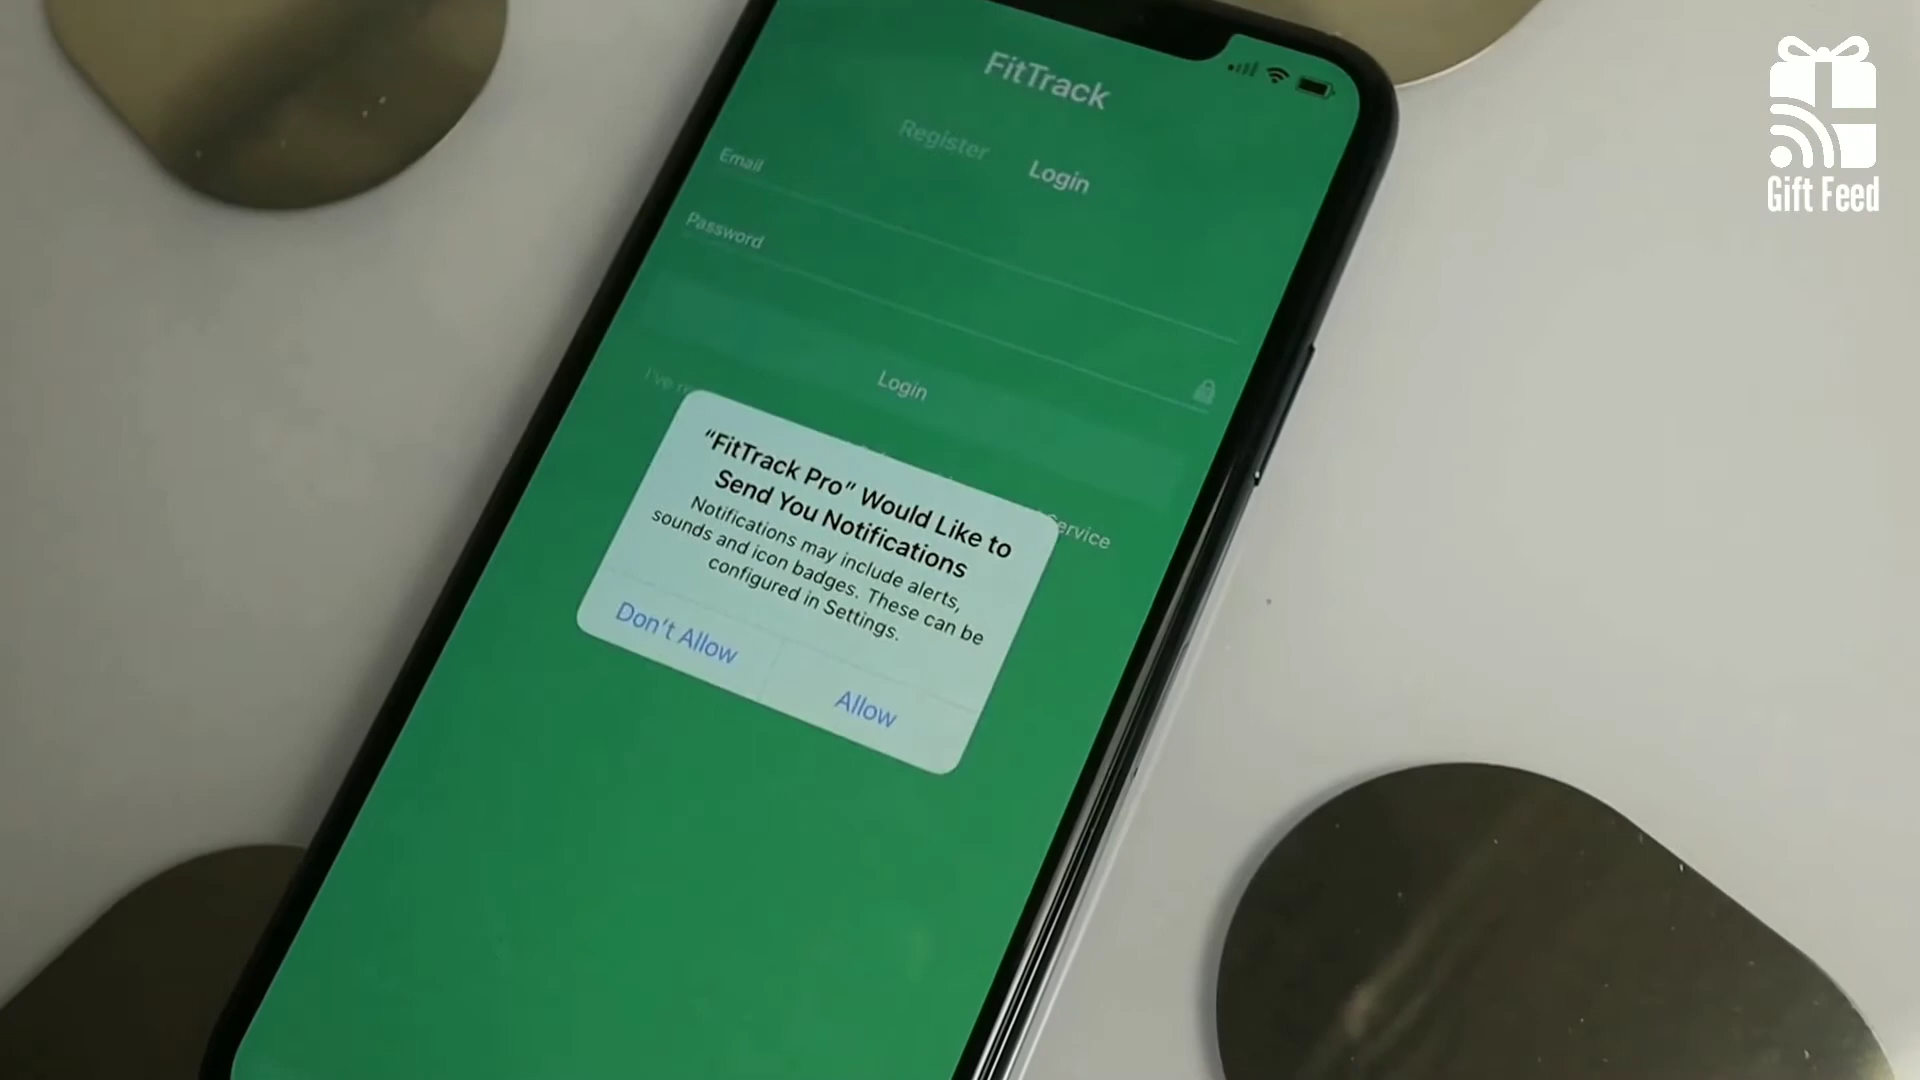 FitTrack
Register
Login
Email
Password
Login
I've
Service
“FitTrack Pro” Would Like to
Send You Notifications
Notifications may include alerts,
sounds and icon badges. These can be
configured in Settings.
Don't Allow
Allow
Gift Feed